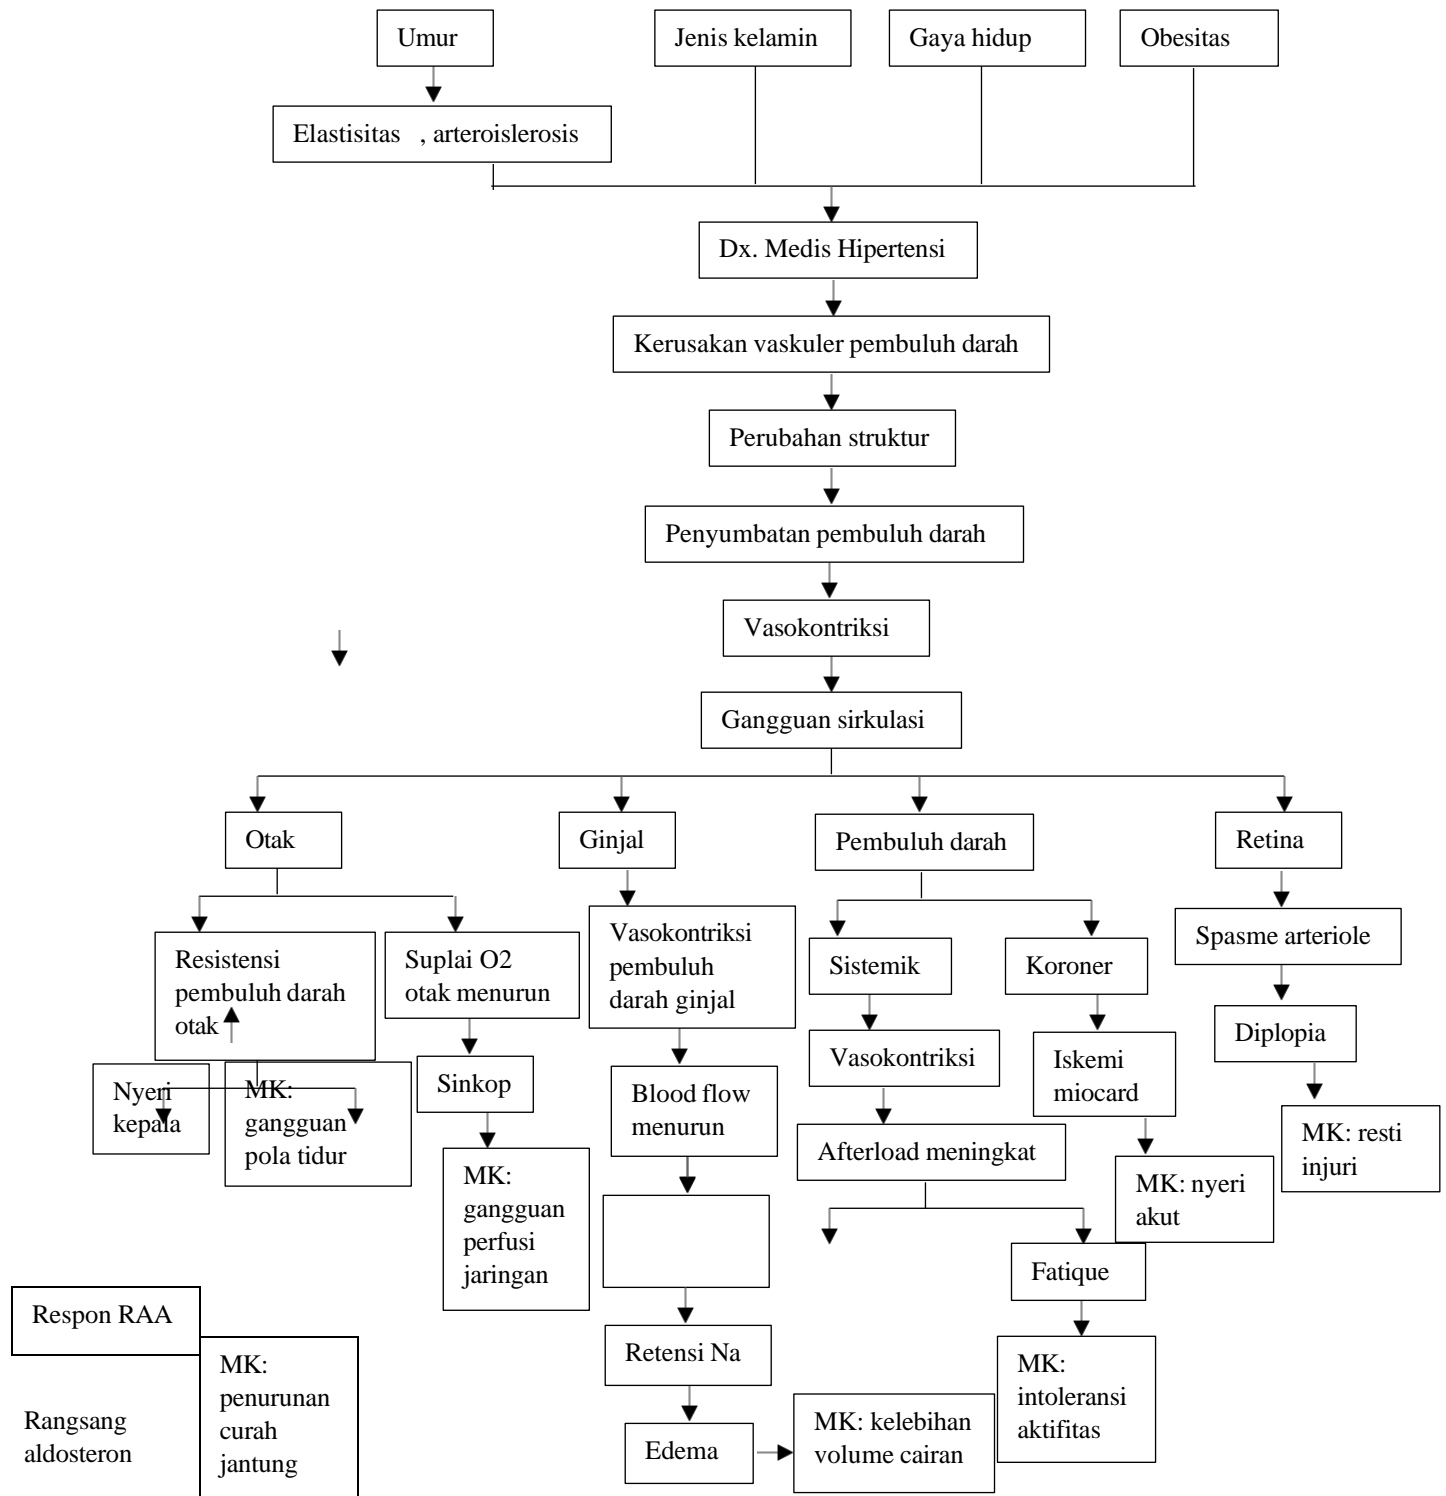 Umur
Jenis kelamin
Gaya hidup
Obesitas
Elastisitas , arteroislerosis
Dx. Medis Hipertensi
Kerusakan vaskuler pembuluh darah
Perubahan struktur
Penyumbatan pembuluh darah
Vasokontriksi
Gangguan sirkulasi
Otak
Ginjal
Pembuluh darah
Retina
Resistensi
pembuluh darah
otak
Suplai O2
otak menurun
Vasokontriksi
pembuluh
darah ginjal
Sistemik
Koroner
Spasme arteriole
Nyeri
kepala
MK:
gangguan
pola tidur
Sinkop
Blood flow
menurun
Vasokontriksi
Iskemi
miocard
Diplopia
MK:
gangguan
perfusi
jaringan
Afterload meningkat
MK: nyeri
akut
MK: resti
injuri
Fatique
Respon RAA
MK:
penurunan
curah
jantung
Rangsang
aldosteron
Retensi Na
Edema
MK: kelebihan
volume cairan
MK:
intoleransi
aktifitas